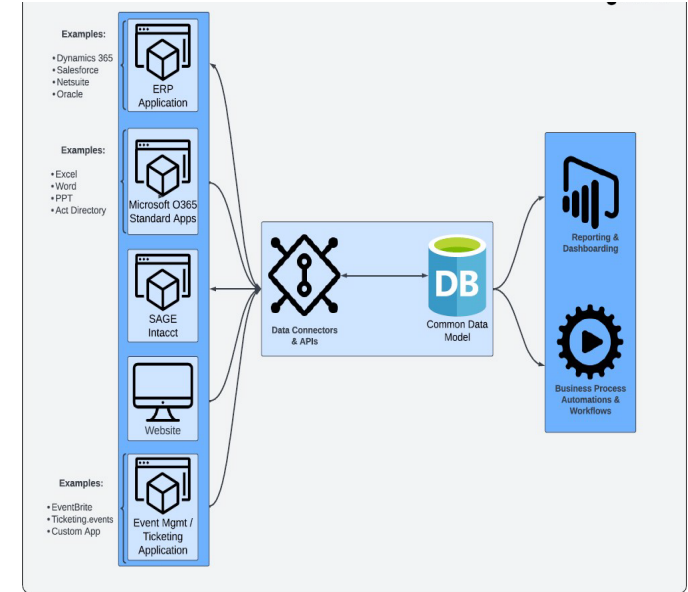 Examples:
• Dynamics 365
• Salesforce
• Netsuite
• Oracle
ERP
Application
Examples:
• Excel
• Word
• PPT
• Act Directory
Microsoft O365
Standard Apps
SAGE
Intacct
Website
Examples:
• EventBrite
• Ticketing.events
• Custom App
Event Mgmt /
Ticketing
Application
Data Connectors
& APIs
DB
Common Data
Model
Reporting &
Dashboarding
Business Process
Automations &
Workflows